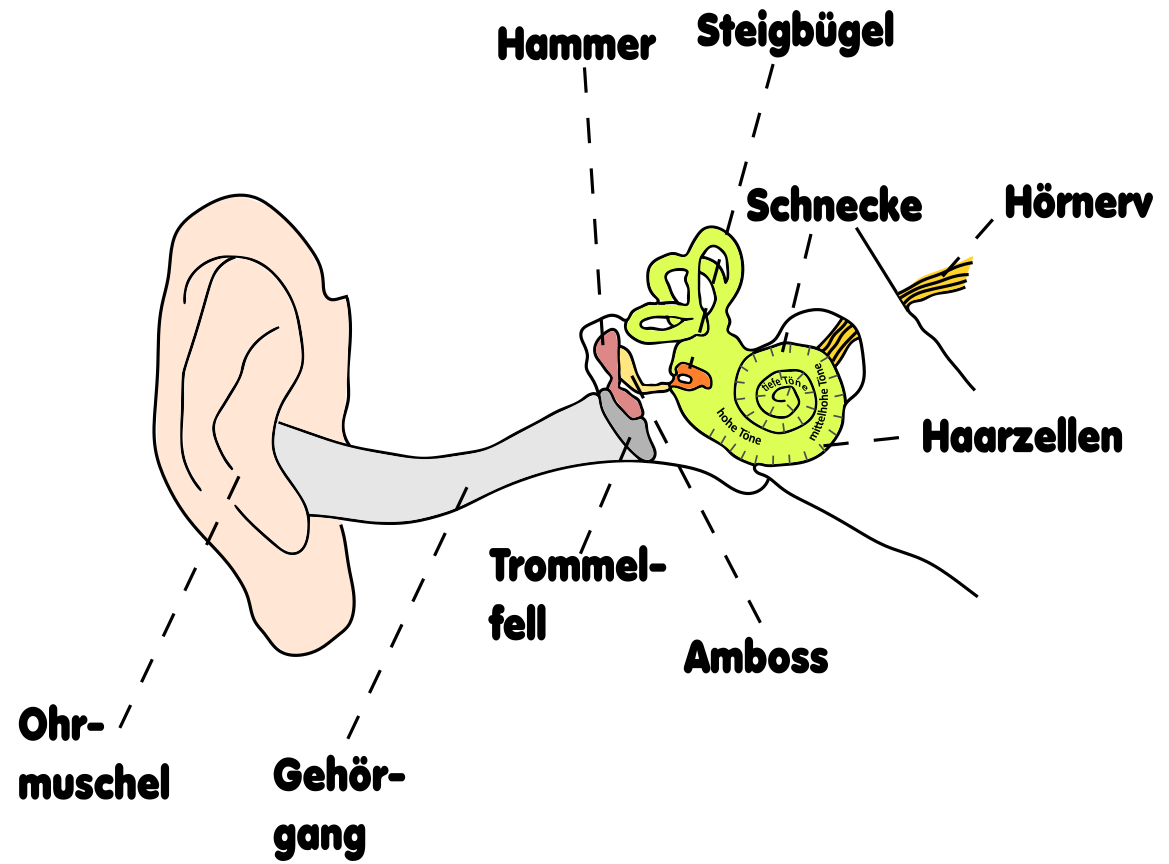 Hammer
Steigbügel
Schnecke
Hörnerv
tiefe Töne
mittelhohe Töne
hohe Töne
Haarzellen
Trommel-
fell
Amboss
Ohr-
muschel
Gehör-
gang